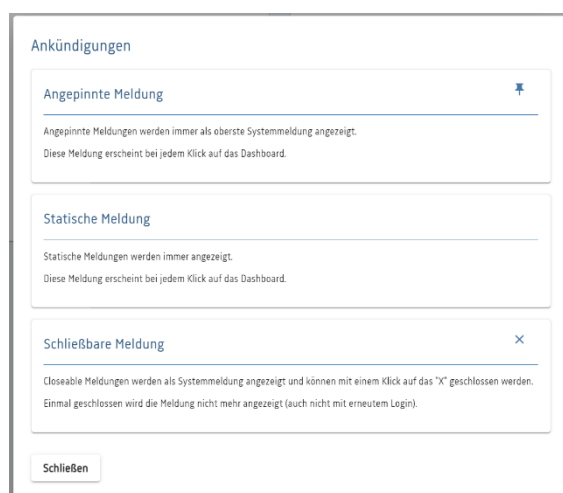 Ankündigungen
Angepinnte Meldung
Angepinnte Meldungen werden immer als oberste Systemmeldung angezeigt.
Diese Meldung erscheint bei jedem Klick auf das Dashboard.
Statische Meldung
Statische Meldungen werden immer angezeigt.
Diese Meldung erscheint bei jedem Klick auf das Dashboard.
Schließbare Meldung
Closeable Meldungen werden als Systemmeldung angezeigt und können mit einem Klick auf das "X" geschlossen werden.
Einmal geschlossen wird die Meldung nicht mehr angezeigt (auch nicht mit erneutem Login).
Schließen